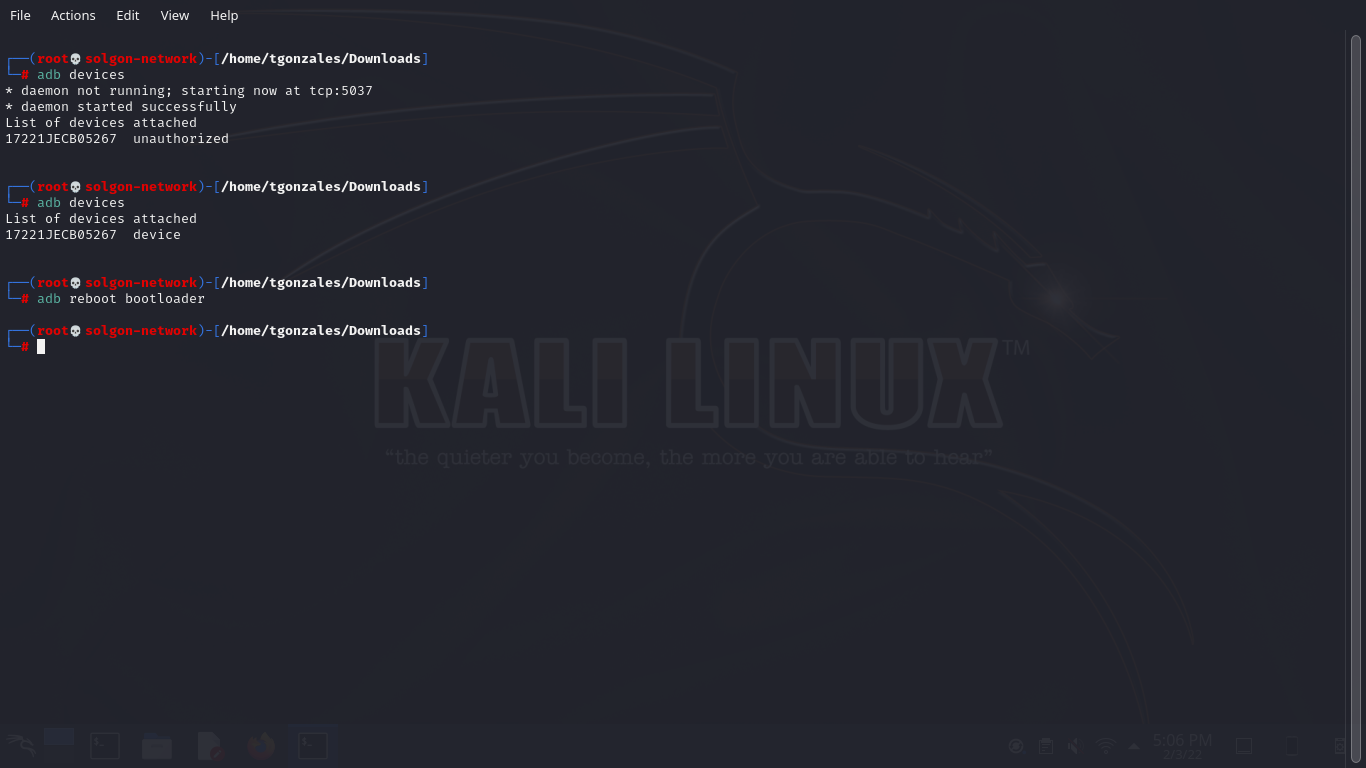 File Actions Edit View Help
┌──(root💀solgon-network)-[/home/tgonzales/Downloads]
└─# adb devices
* daemon not running; starting now at tcp:5037
* daemon started successfully
List of devices attached
17221JECB05267  unauthorized
┌──(root💀solgon-network)-[/home/tgonzales/Downloads]
└─# adb devices
List of devices attached
17221JECB05267  device
┌──(root💀solgon-network)-[/home/tgonzales/Downloads]
└─# adb reboot bootloader
┌──(root💀solgon-network)-[/home/tgonzales/Downloads]
└─#
KALI LINUX™
“the quieter you become, the more you are able to hear”
5:06 PM
2/3/22